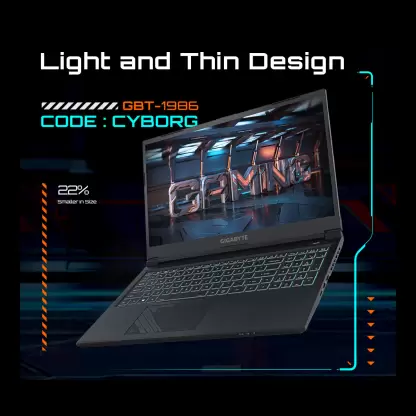 Light and Thin Design
GBT-1986
CODE : CYBORG
22%
Smaller in Size
GAMING
GIGABYTE